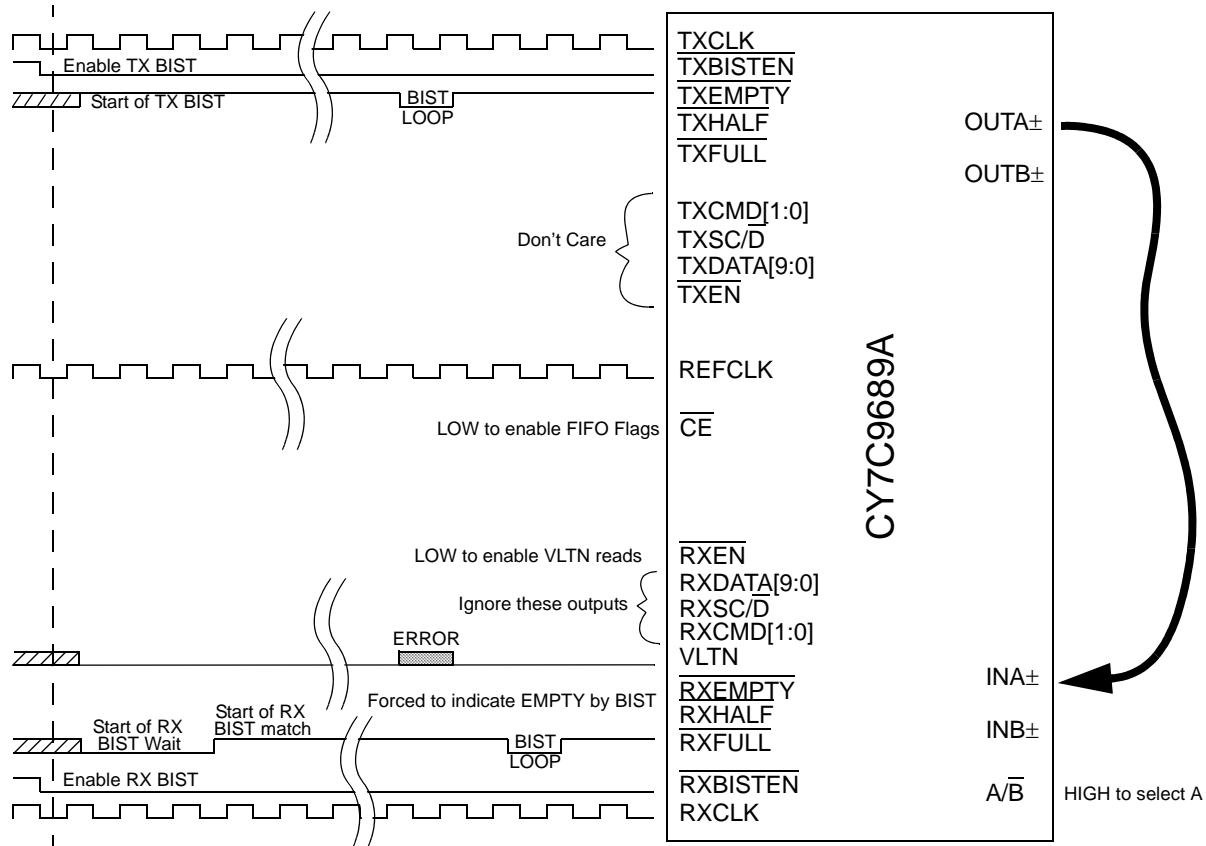 TXCLK
Enable TX BIST
TXBISTEN
Start of TX BIST
BIST
LOOP
TXEMPTY
TXHALF
TXFULL
OUTA±
OUTB±
Don't Care
TXCMD[1:0]
TXSC/D
TXDATA[9:0]
TXEN
REFCLK
LOW to enable FIFO Flags
CE
CY7C9689A
LOW to enable VLTN reads
RXEN
Ignore these outputs
RXDATA[9:0]
RXSC/D
RXCMD[1:0]
ERROR
VLTN
INA±
Forced to indicate EMPTY by BIST
RXEMPTY
RXHALF
Start of RX
BIST Wait
Start of RX
BIST match
BIST
LOOP
RXFULL
INB±
Enable RX BIST
RXBISTEN
RXCLK
A/B
HIGH to select A